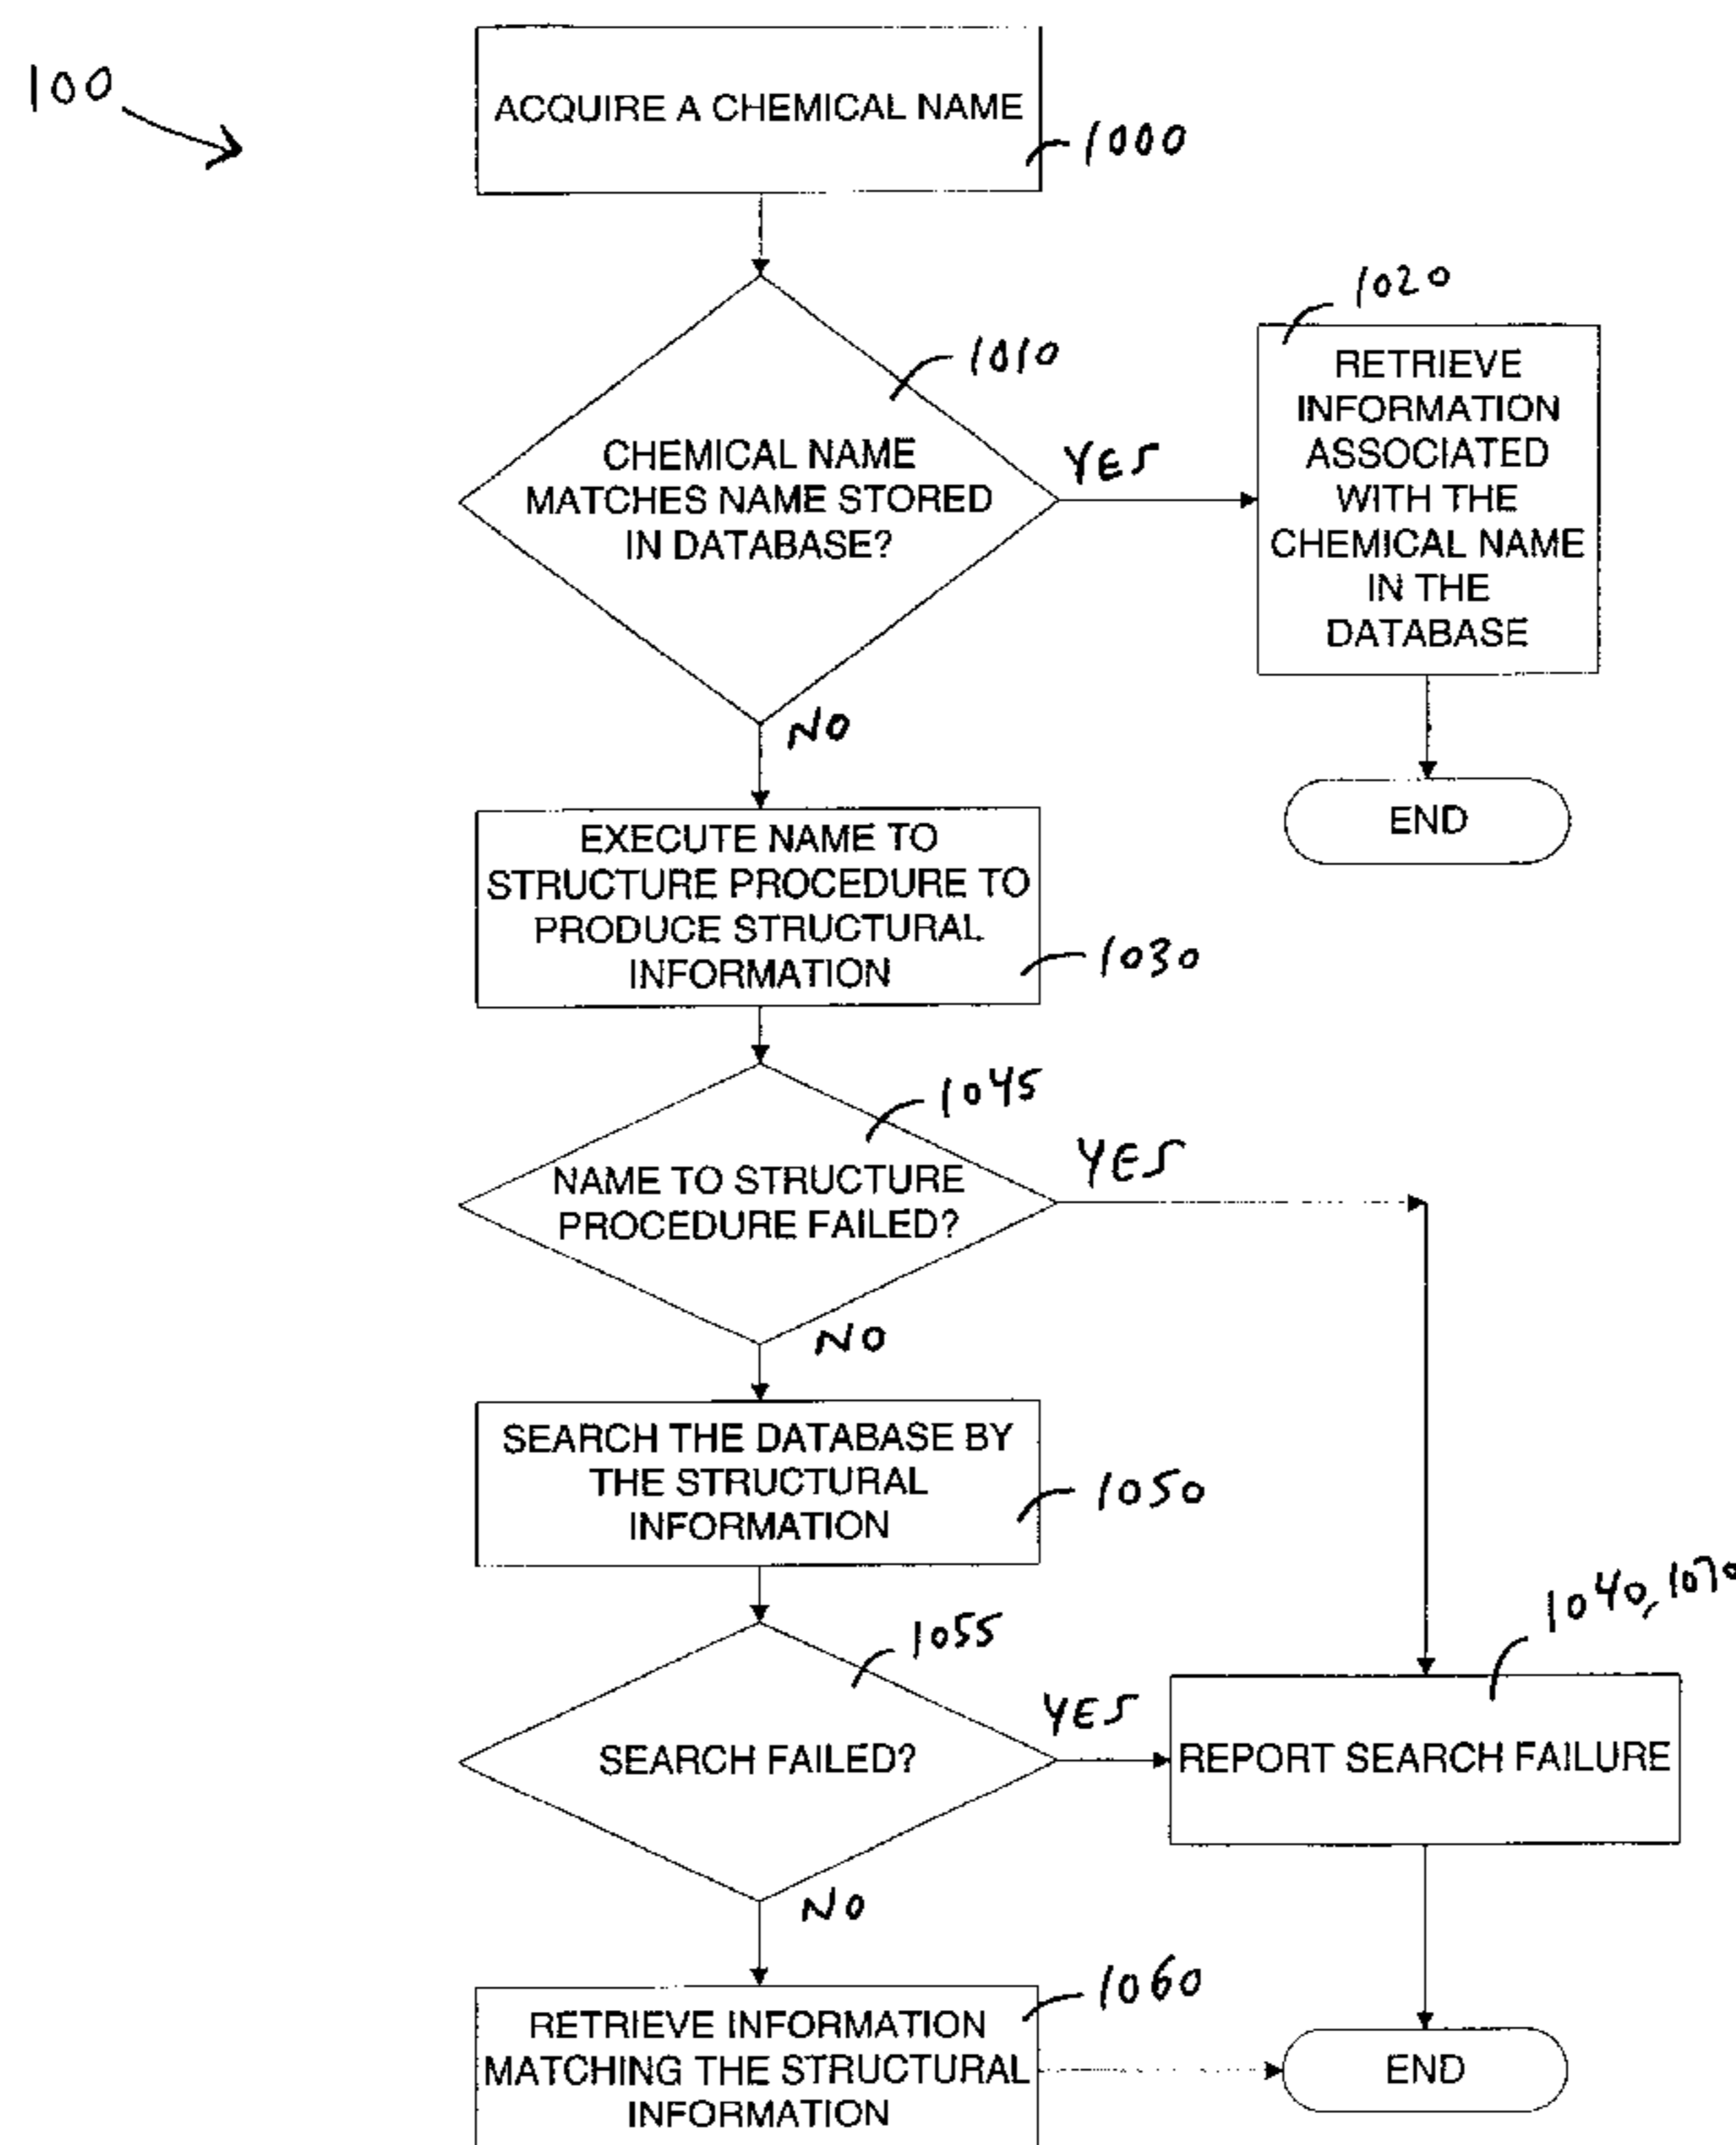 100
ACQUIRE A CHEMICAL NAME
1000
1010
CHEMICAL NAME
MATCHES NAME STORED
IN DATABASE?
YES
NO
1020
RETRIEVE
INFORMATION
ASSOCIATED
WITH THE
CHEMICAL NAME
IN THE
DATABASE
END
EXECUTE NAME TO
STRUCTURE PROCEDURE TO
PRODUCE STRUCTURAL
INFORMATION
1030
1045
NAME TO STRUCTURE
PROCEDURE FAILED?
YES
NO
SEARCH THE DATABASE BY
THE STRUCTURAL
INFORMATION
1050
1055
SEARCH FAILED?
YES
NO
1040, 1070
REPORT SEARCH FAILURE
1060
RETRIEVE INFORMATION
MATCHING THE STRUCTURAL
INFORMATION
END